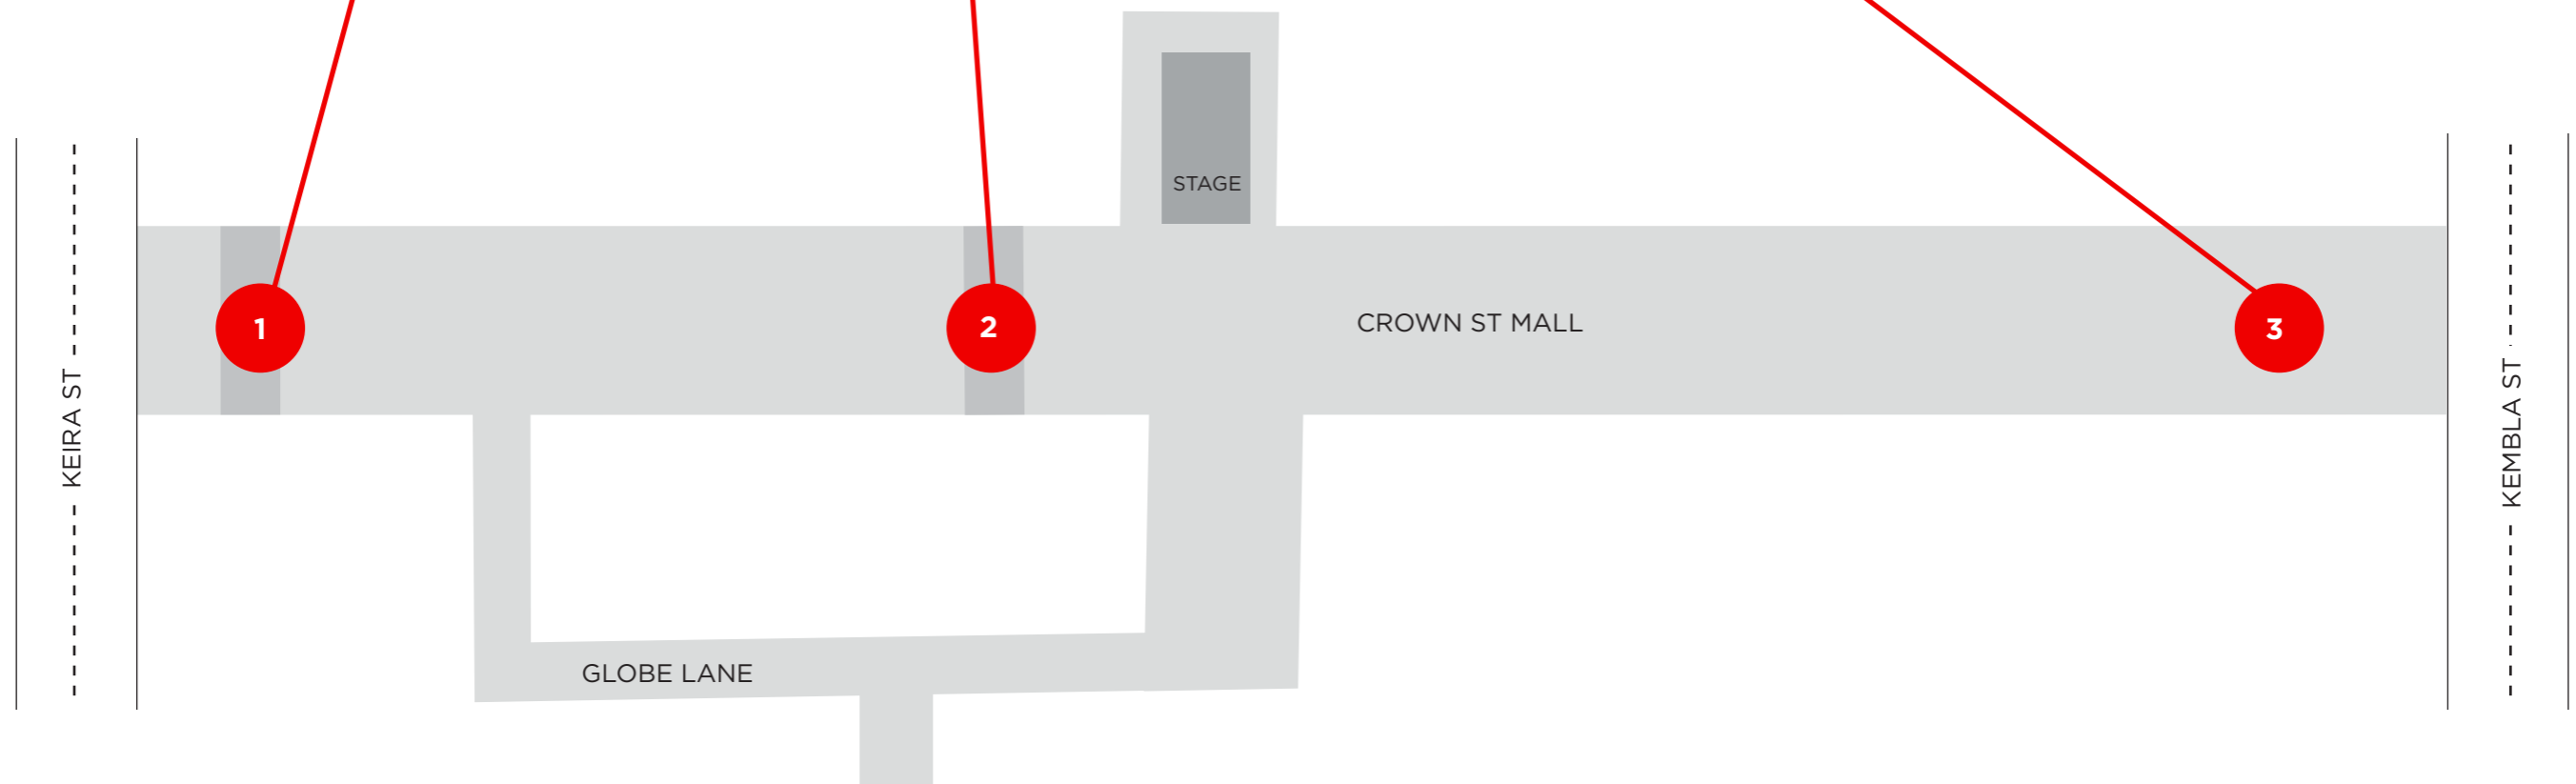 STAGE
1
2
CROWN ST MALL
3
KEIRA ST
KEMBLA ST
GLOBE LANE